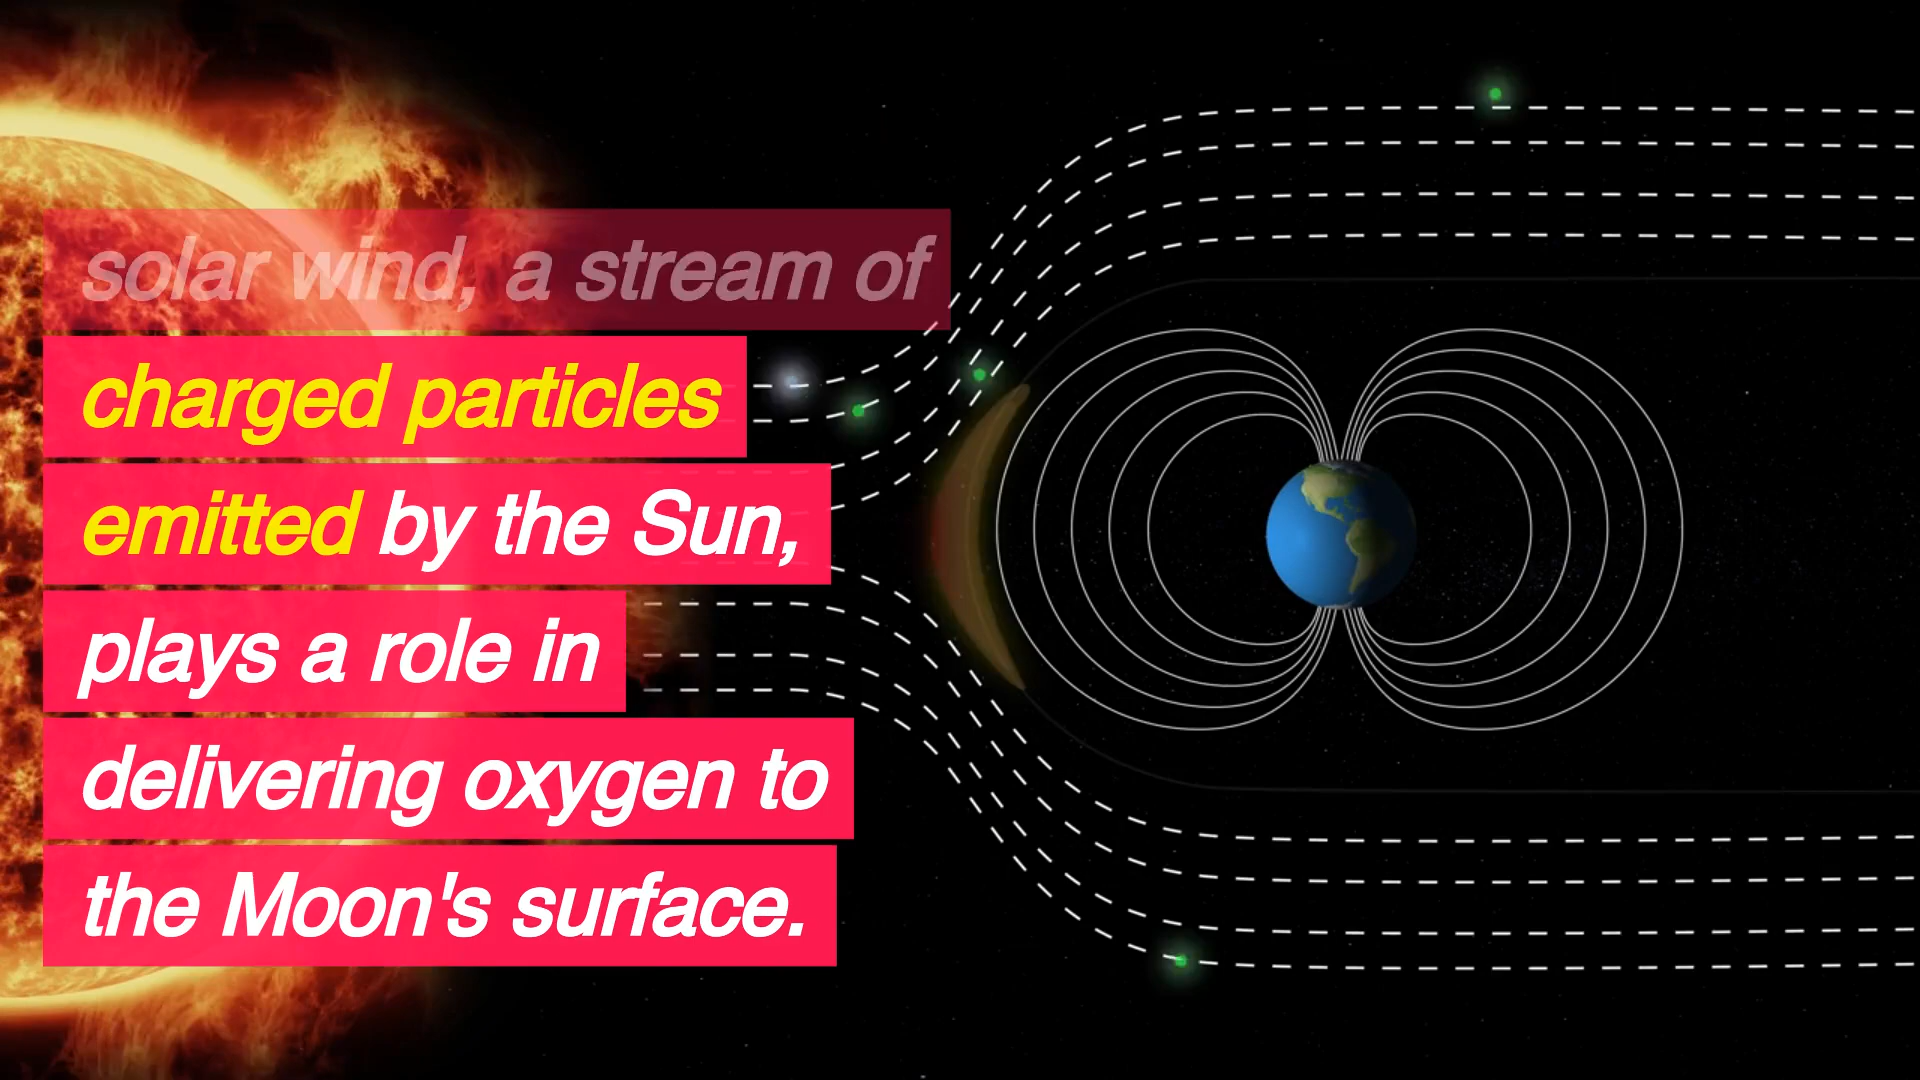 solar wind, a stream of
charged particles
emitted by the Sun,
plays a role in
delivering oxygen to
the Moon's surface.